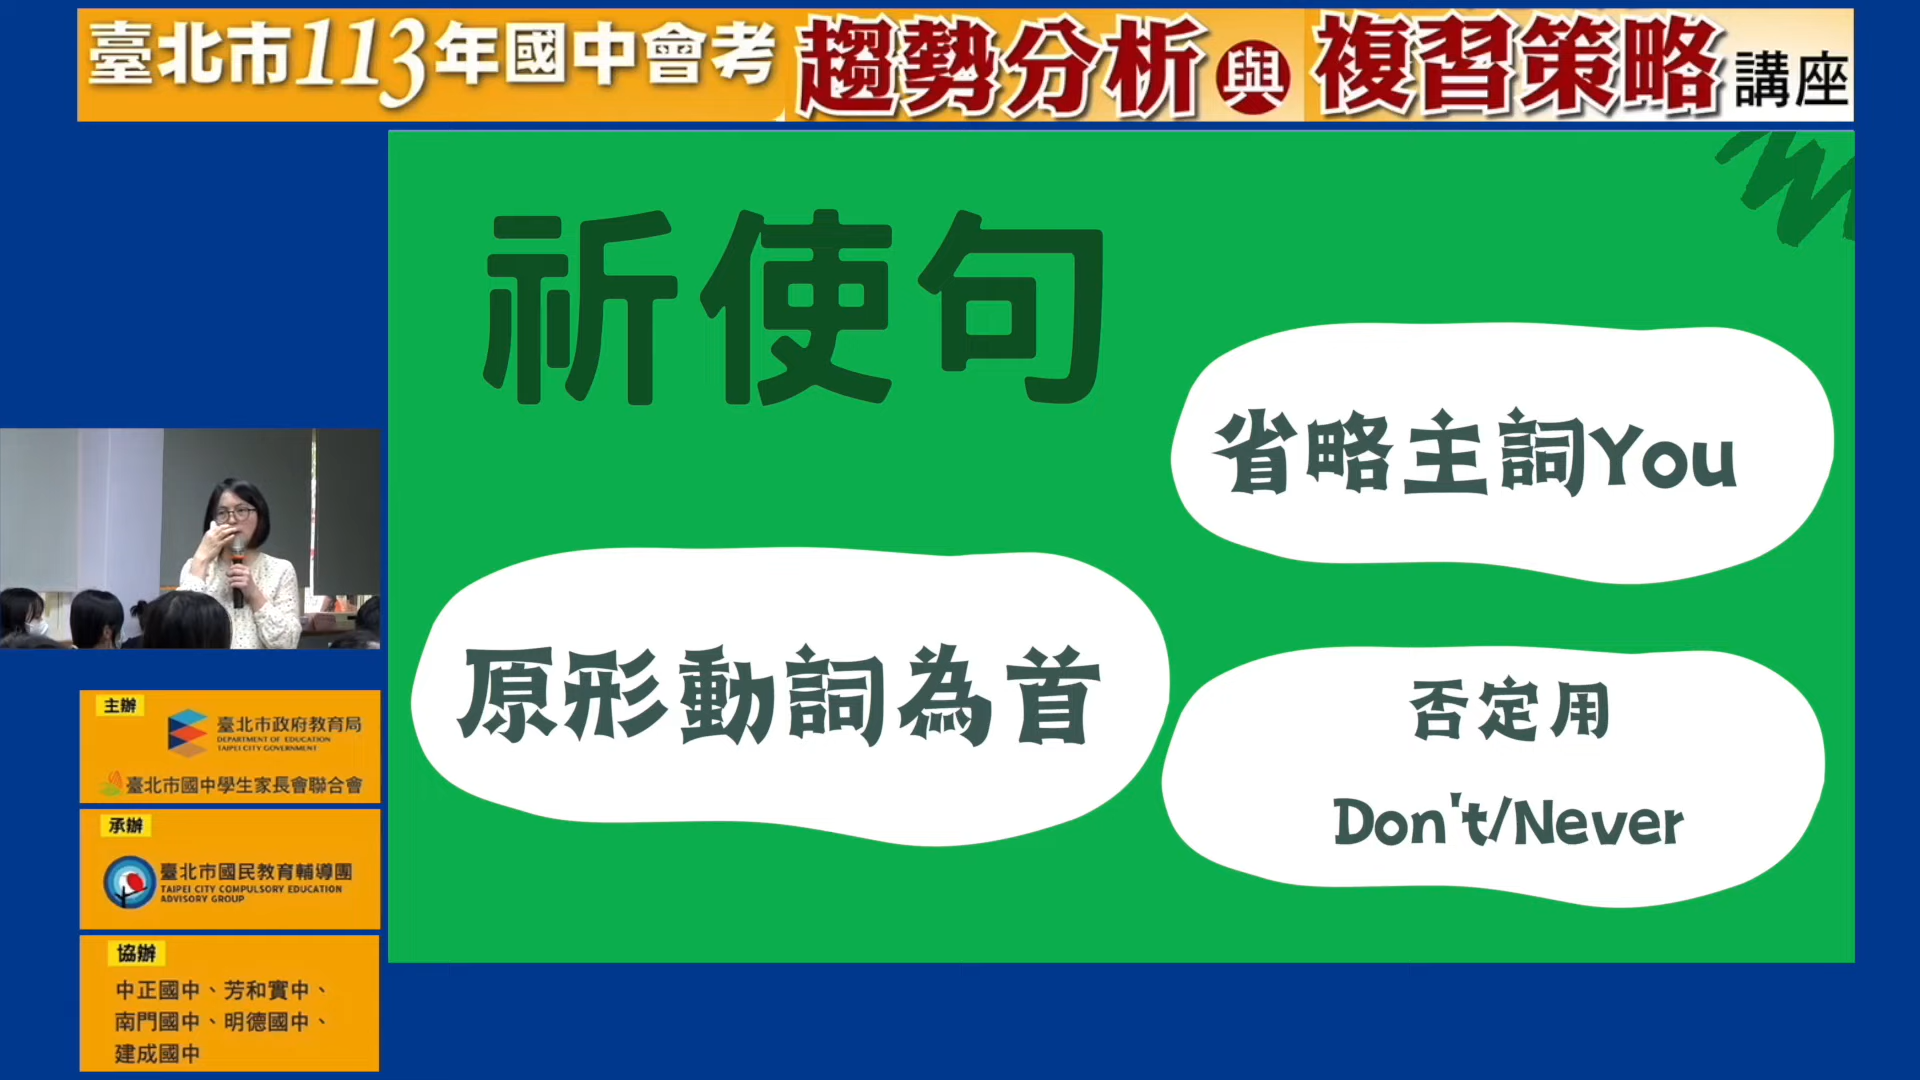 臺北市113年國中會考 趨勢分析與複習策略講座
祈使句
省略主詞You
原形動詞為首
否定用
Don't/Never
主辦
臺北市政府教育局
DEPARTMENT OF EDUCATION
TAIPEI CITY GOVERNMENT
臺北市國中學生家長會聯合會
承辦
臺北市國民教育輔導團
TAIPEI CITY COMPULSORY EDUCATION
ADVISORY GROUP
協辦
中正國中、芳和實中、
南門國中、明德國中、
建成國中